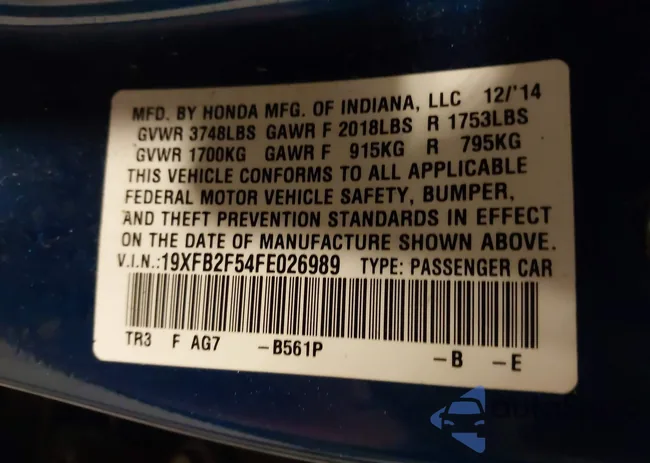 MFD. BY HONDA MFG. OF INDIANA, LLC 12/'14
GVWR 3748LBS GAWR F 2018LBS R 1753LBS
GVWR 1700KG GAWR F 915KG R 795KG
THIS VEHICLE CONFORMS TO ALL APPLICABLE
FEDERAL MOTOR VEHICLE SAFETY, BUMPER,
AND THEFT PREVENTION STANDARDS IN EFFECT
ON THE DATE OF MANUFACTURE SHOWN ABOVE.
V.I.N.:19XFB2F54FE026989 TYPE: PASSENGER CAR
TR3 F AG7 -B561P -B -E